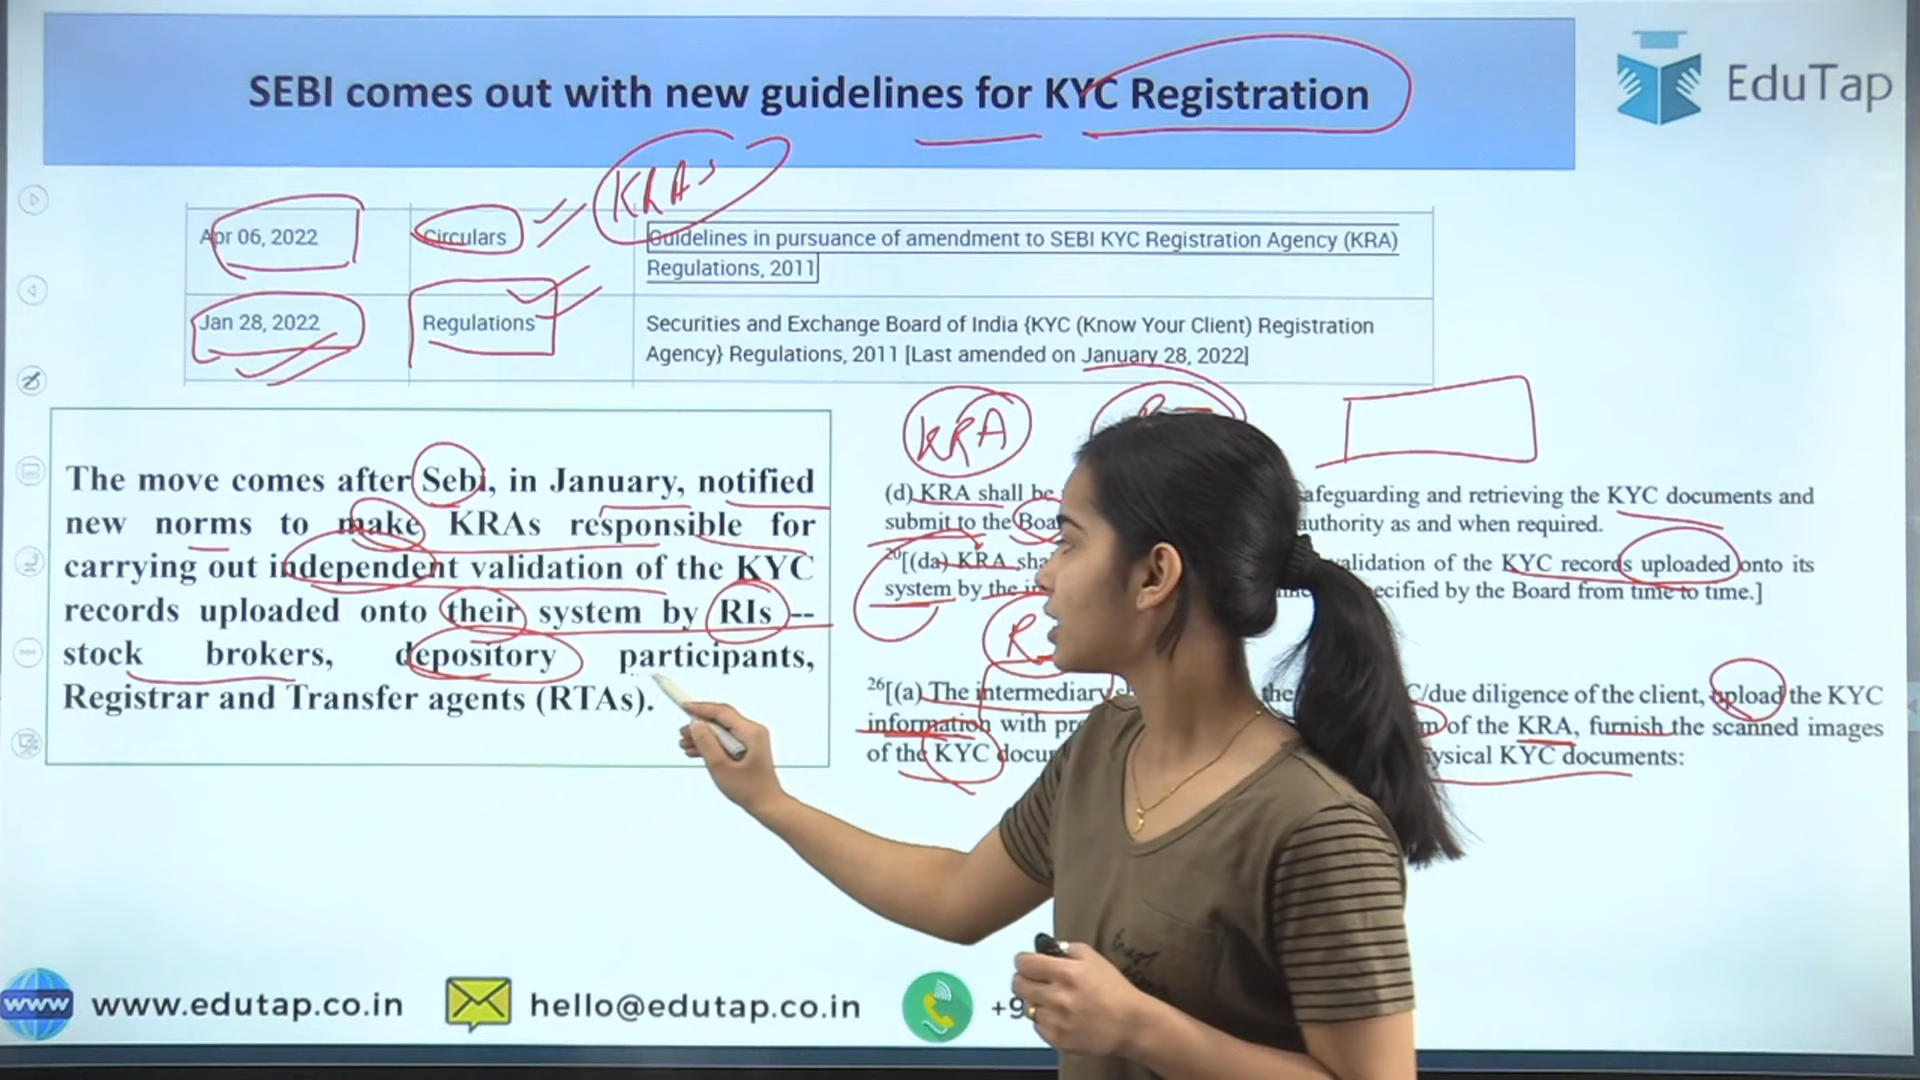 SEBI comes out with new guidelines for KYC Registration
EduTap
KRAs
Apr 06, 2022 Circulars Guidelines in pursuance of amendment to SEBI KYC Registration Agency (KRA)
Regulations, 2011
Jan 28, 2022 Regulations Securities and Exchange Board of India {KYC (Know Your Client) Registration
Agency} Regulations, 2011 [Last amended on January 28, 2022]
The move comes after Sebi, in January, notified
new norms to make KRAs responsible for
carrying out independent validation of the KYC
records uploaded onto their system by RIs --
stock brokers, depository participants,
Registrar and Transfer agents (RTAs).
KRA
(d) KRA shall be afeguarding and retrieving the KYC documents and
submit to the authority as and when required.
20[(da) KRA validation of the KYC records uploaded onto its
system by the ecified by the Board from time to time.]
26[(a) The intermediary the /due diligence of the client, upload the KYC
information with of the KRA, furnish the scanned images
of the KYC ysical KYC documents:
www www.edutap.co.in hello@edutap.co.in +9